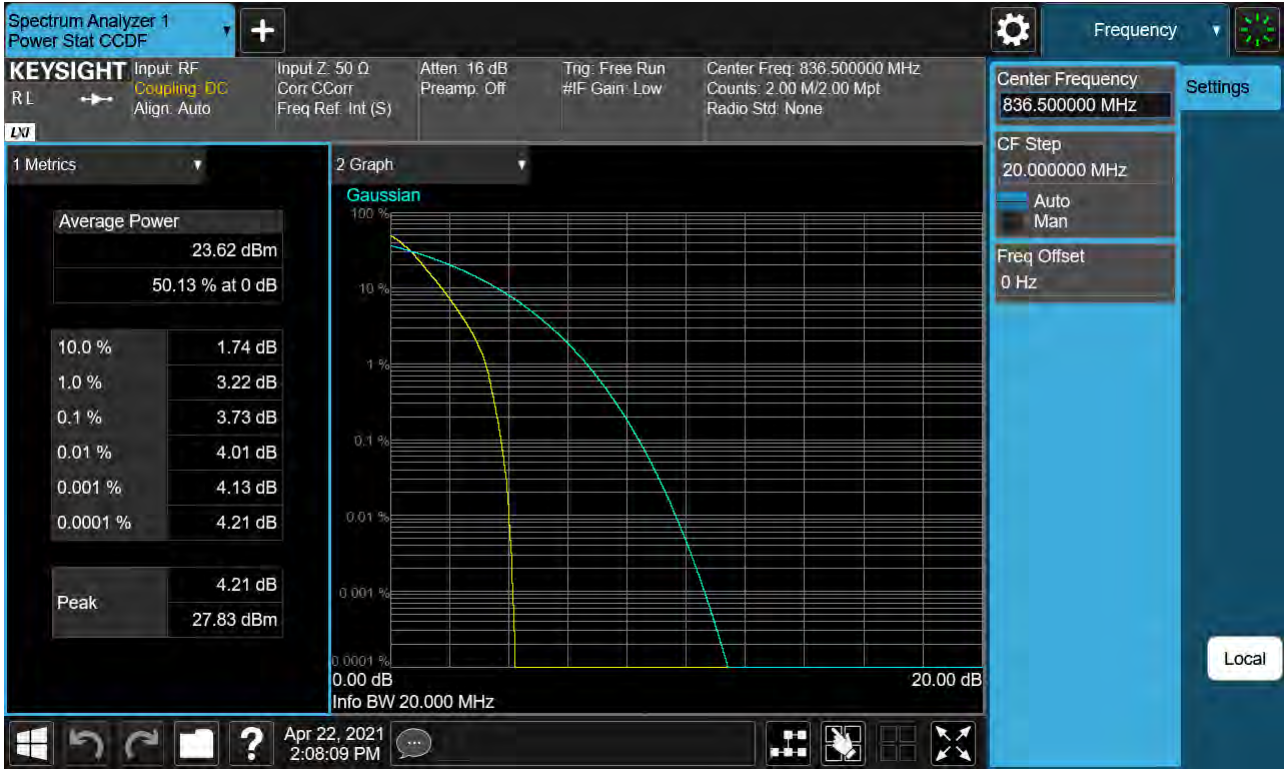 Spectrum Analyzer 1
Power Stat CCDF
Frequency
KEYSIGHT
RL
LXI
Input: RF
Coupling: DC
Align: Auto
Input Z: 50 Ω
Corr CCorr
Freq Ref: Int (S)
Atten: 16 dB
Preamp: Off
Trig: Free Run
#IF Gain: Low
Center Freq: 836.500000 MHz
Counts: 2.00 M/2.00 Mpt
Radio Std: None
Center Frequency
836.500000 MHz
Settings
CF Step
20.000000 MHz
Auto
Man
Freq Offset
0 Hz
Local
1 Metrics
Average Power
23.62 dBm
50.13 % at 0 dB
10.0 % 1.74 dB
1.0 % 3.22 dB
0.1 % 3.73 dB
0.01 % 4.01 dB
0.001 % 4.13 dB
0.0001 % 4.21 dB
Peak
4.21 dB
27.83 dBm
2 Graph
Gaussian
100 %
10 %
1 %
0.1 %
0.01 %
0.001 %
0.0001 %
0.00 dB 20.00 dB
Info BW 20.000 MHz
?
Apr 22, 2021
2:08:09 PM